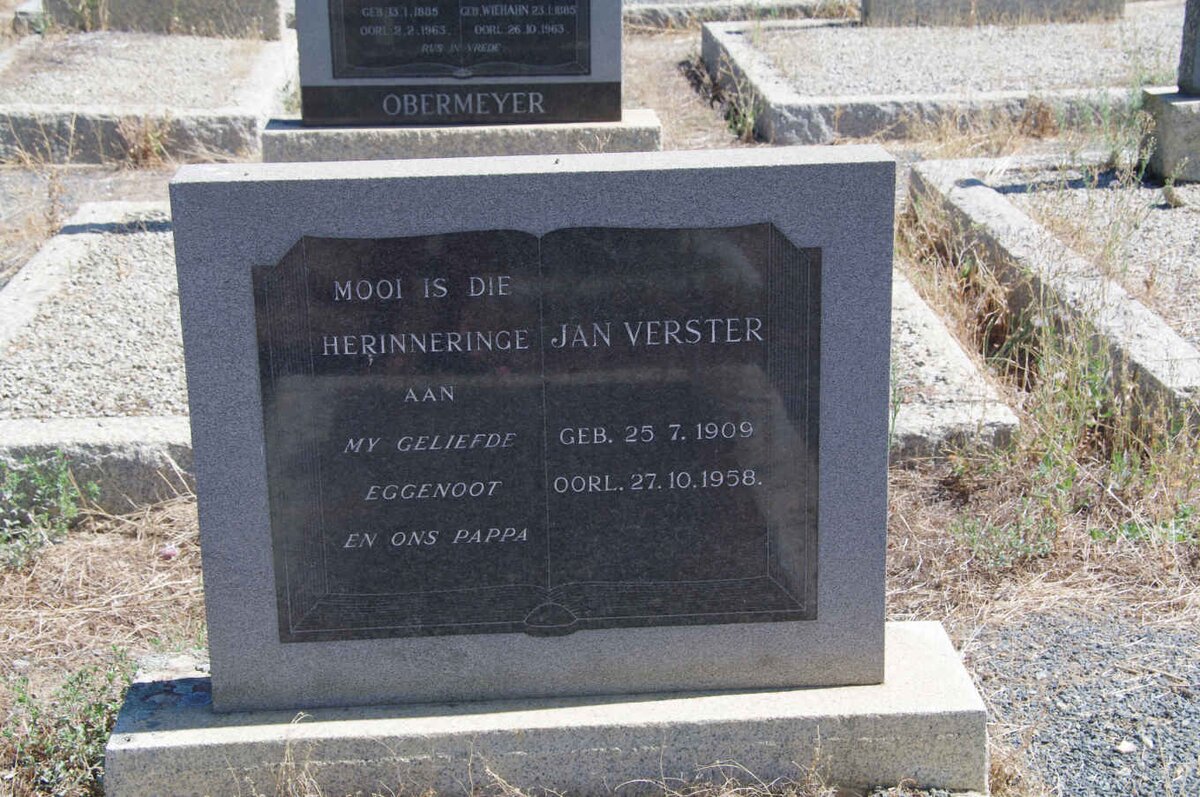 GEB. 13.1.1885
OORL. 2.2.1963
GEB. WIEHAHN 23.1.1885
OORL. 26.10.1963
RUS IN VREDE
OBERMEYER
MOOI IS DIE
HERINNERINGE
AAN
MY GELIEFDE
EGGENOOT
EN ONS PAPPA
JAN VERSTER
GEB. 25 7. 1909
OORL. 27.10.1958.